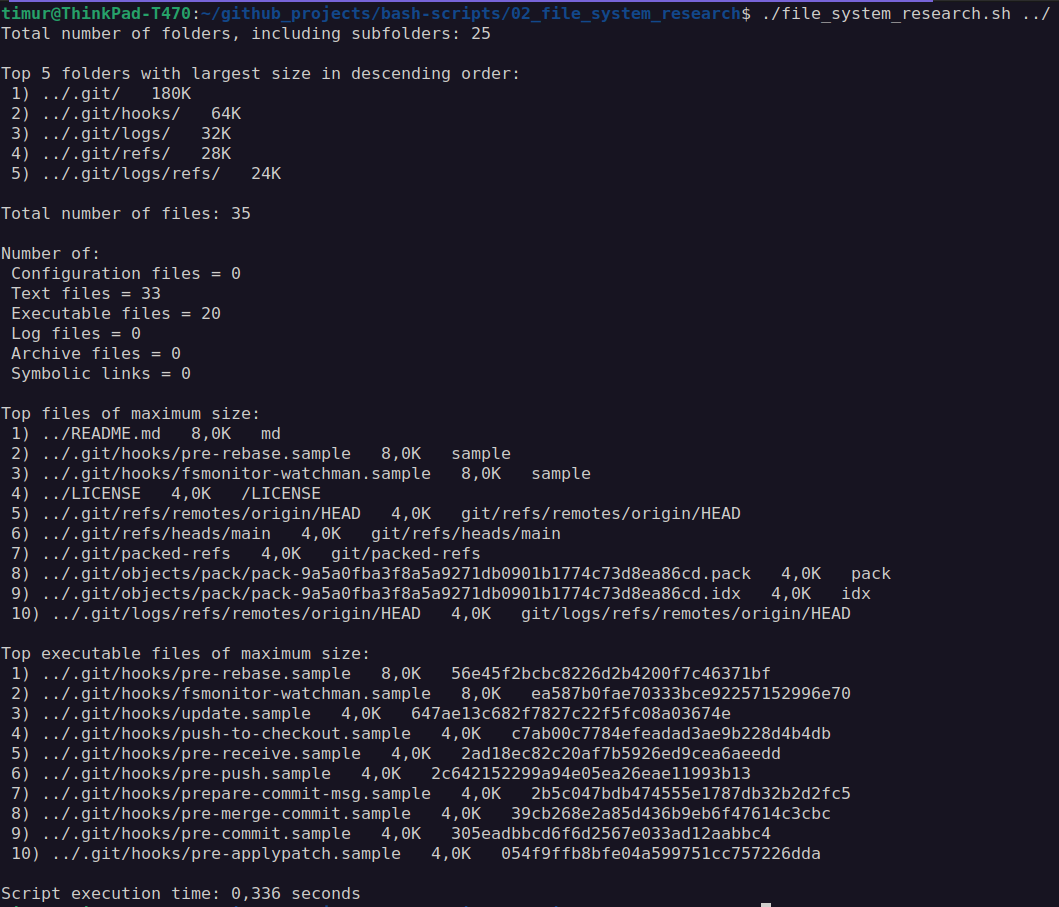 timur@ThinkPad-T470:~/github_projects/bash-scripts/02_file_system_research$ ./file_system_research.sh ../
Total number of folders, including subfolders: 25
Top 5 folders with largest size in descending order:
1) ../.git/   180K
2) ../.git/hooks/   64K
3) ../.git/logs/   32K
4) ../.git/refs/   28K
5) ../.git/logs/refs/   24K
Total number of files: 35
Number of:
Configuration files = 0
Text files = 33
Executable files = 20
Log files = 0
Archive files = 0
Symbolic links = 0
Top files of maximum size:
1) ../README.md   8,0K   md
2) ../.git/hooks/pre-rebase.sample   8,0K   sample
3) ../.git/hooks/fsmonitor-watchman.sample   8,0K   sample
4) ../LICENSE   4,0K   /LICENSE
5) ../.git/refs/remotes/origin/HEAD   4,0K   git/refs/remotes/origin/HEAD
6) ../.git/refs/heads/main   4,0K   git/refs/heads/main
7) ../.git/packed-refs   4,0K   git/packed-refs
8) ../.git/objects/pack/pack-9a5a0fba3f8a5a9271db0901b1774c73d8ea86cd.pack   4,0K   pack
9) ../.git/objects/pack/pack-9a5a0fba3f8a5a9271db0901b1774c73d8ea86cd.idx   4,0K   idx
10) ../.git/logs/refs/remotes/origin/HEAD   4,0K   git/logs/refs/remotes/origin/HEAD
Top executable files of maximum size:
1) ../.git/hooks/pre-rebase.sample   8,0K   56e45f2bcbc8226d2b4200f7c46371bf
2) ../.git/hooks/fsmonitor-watchman.sample   8,0K   ea587b0fae70333bce92257152996e70
3) ../.git/hooks/update.sample   4,0K   647ae13c682f7827c22f5fc08a03674e
4) ../.git/hooks/push-to-checkout.sample   4,0K   c7ab00c7784efeadad3ae9b228d4b4db
5) ../.git/hooks/pre-receive.sample   4,0K   2ad18ec82c20af7b5926ed9cea6aeedd
6) ../.git/hooks/pre-push.sample   4,0K   2c642152299a94e05ea26eae11993b13
7) ../.git/hooks/prepare-commit-msg.sample   4,0K   2b5c047bdb474555e1787db32b2d2fc5
8) ../.git/hooks/pre-merge-commit.sample   4,0K   39cb268e2a85d436b9eb6f47614c3cbc
9) ../.git/hooks/pre-commit.sample   4,0K   305eadbbcd6f6d2567e033ad12aabbc4
10) ../.git/hooks/pre-applypatch.sample   4,0K   054f9ffb8bfe04a599751cc757226dda
Script execution time: 0,336 seconds